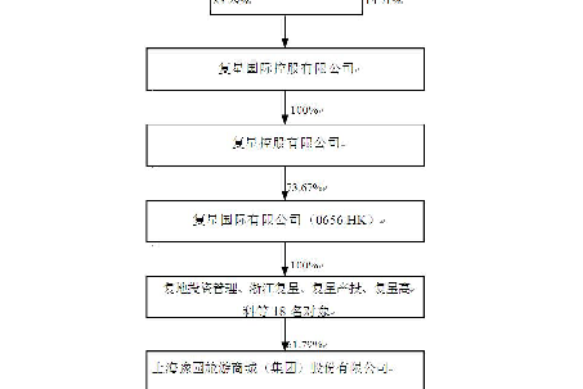 复星国际控股有限公司
100%
复星控股有限公司
73.67%
复星国际有限公司（0656.HK）
100%
复地投资管理、浙江复星、复星产投、复星高
科等 18 名对象
61.79%
上海豫园旅游商城（集团）股份有限公司